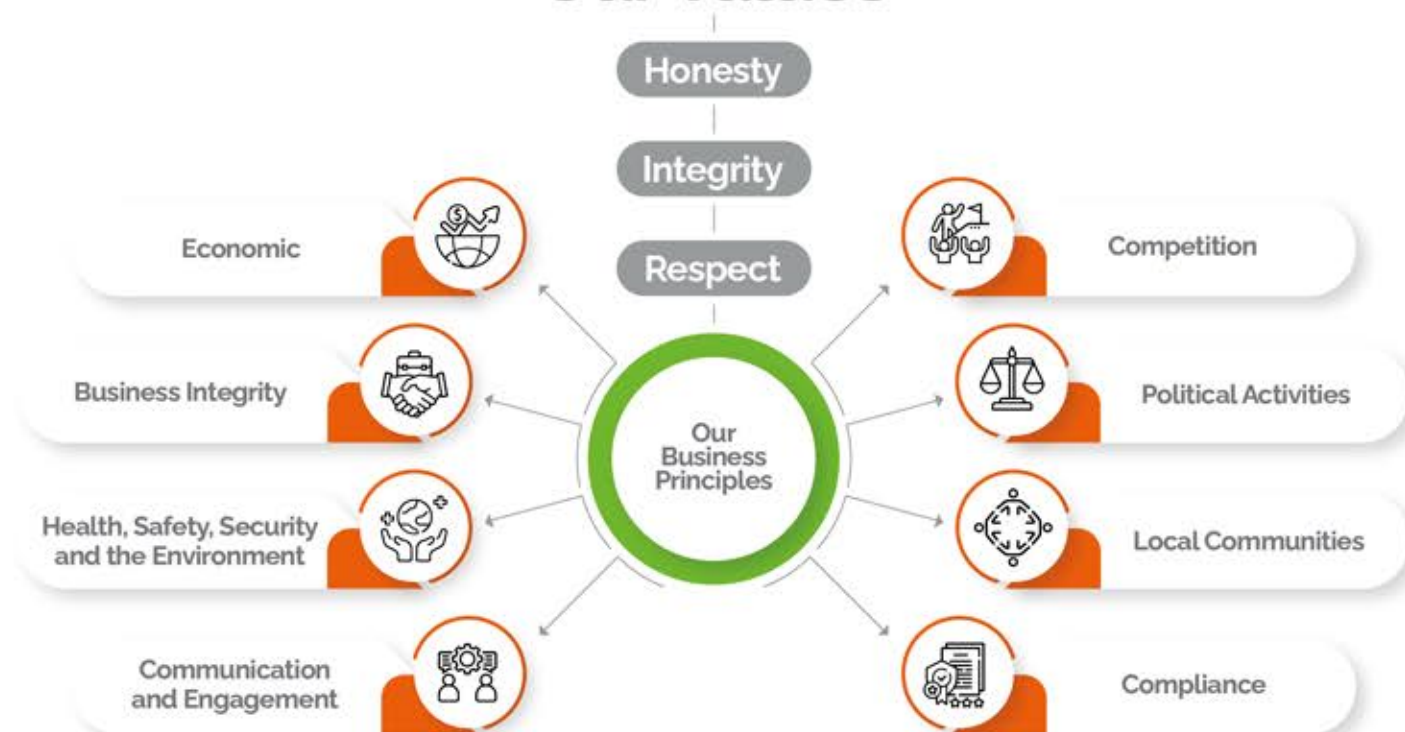 Honesty
Integrity
Respect
Our
Business
Principles
Economic
Business Integrity
Health, Safety, Security
and the Environment
Communication
and Engagement
Competition
Political Activities
Local Communities
Compliance